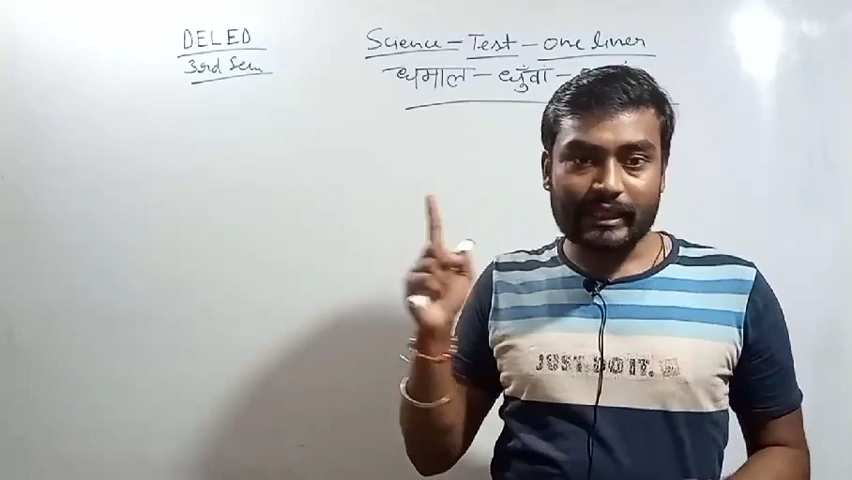 DELED
3rd Sem
Science - Test - one liner
धमाल - धुँवां -
JUST.DO IT.